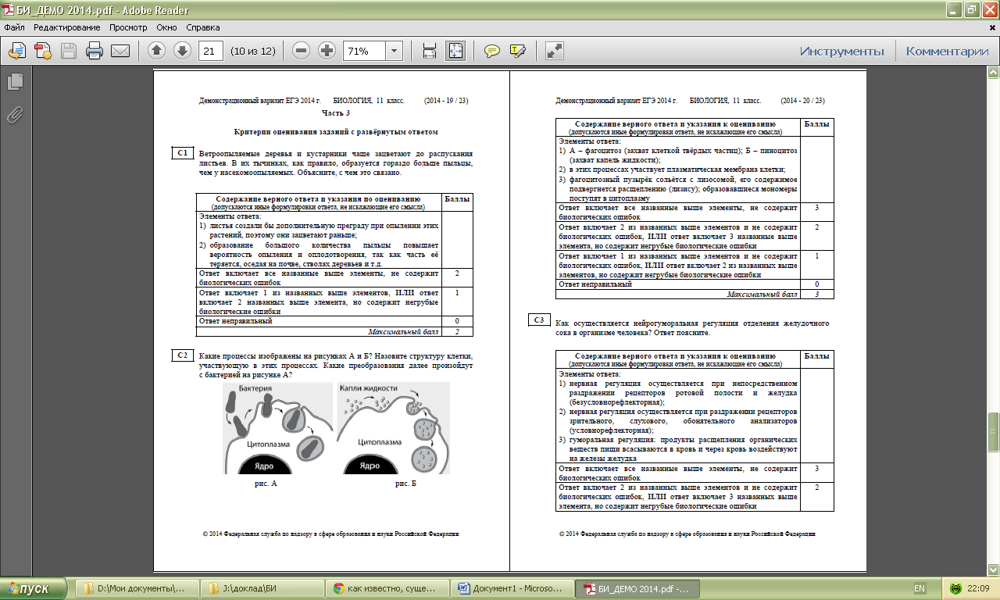 БИ_ДЕМО 2014.pdf - Adobe Reader
Файл Редактирование Просмотр Окно Справка
21 (10 из 12) 71% Инструменты Комментарии
Демонстрационный вариант ЕГЭ 2014 г. БИОЛОГИЯ, 11 класс. (2014 - 19 / 23)
Часть 3
Критерии оценивания заданий с развёрнутым ответом
С1
Ветроопыляемые деревья и кустарники чаще зацветают до распускания
листьев. В их тычинках, как правило, образуется гораздо больше пыльцы,
чем у насекомоопыляемых. Объясните, с чем это связано.
Содержание верного ответа и указания по оцениванию Баллы
(допускаются иные формулировки ответа, не искажающие его смысла)
Элементы ответа:
1) листья создали бы дополнительную преграду при опылении этих
растений, поэтому они зацветают раньше;
2) образование большого количества пыльцы повышает
вероятность опыления и оплодотворения, так как часть её
теряется, оседая на почве, стволах деревьев и т.д.
Ответ включает все названные выше элементы, не содержит 2
биологических ошибок
Ответ включает 1 из названных выше элементов, ИЛИ ответ 1
включает 2 названных выше элемента, но содержит негрубые
биологические ошибки
Ответ неправильный 0
Максимальный балл 2
С2
Какие процессы изображены на рисунках А и Б? Назовите структуру клетки,
участвующую в этих процессах. Какие преобразования далее произойдут
с бактерией на рисунке А?
Бактерия
Цитоплазма
Ядро
Капли жидкости
Цитоплазма
Ядро
рис. А рис. Б
© 2014 Федеральная служба по надзору в сфере образования и науки Российской Федерации
Демонстрационный вариант ЕГЭ 2014 г. БИОЛОГИЯ, 11 класс. (2014 - 20 / 23)
Содержание верного ответа и указания к оцениванию Баллы
(допускаются иные формулировки ответа, не искажающие его смысла)
Элементы ответа:
1) А – фагоцитоз (захват клеткой твёрдых частиц); Б – пиноцитоз
(захват капель жидкости);
2) в этих процессах участвует плазматическая мембрана клетки;
3) фагоцитозный пузырёк сольётся с лизосомой, его содержимое
подвергнется расщеплению (лизису); образовавшиеся мономеры
поступят в цитоплазму
Ответ включает все названные выше элементы, не содержит 3
биологических ошибок
Ответ включает 2 из названных выше элементов и не содержит 2
биологических ошибок, ИЛИ ответ включает 3 названные выше
элемента, но содержит негрубые биологические ошибки
Ответ включает 1 из названных выше элементов и не содержит 1
биологических ошибок, ИЛИ ответ включает 2 из названных выше
элементов, но содержит негрубые биологические ошибки
Ответ неправильный 0
Максимальный балл 3
С3
Как осуществляется нейрогуморальная регуляция отделения желудочного
сока в организме человека? Ответ поясните.
Содержание верного ответа и указания к оцениванию Баллы
(допускаются иные формулировки ответа, не искажающие его смысла)
Элементы ответа:
1) нервная регуляция осуществляется при непосредственном
раздражении рецепторов ротовой полости и желудка
(безусловнорефлекторная);
2) нервная регуляция осуществляется при раздражении рецепторов
зрительного, слухового, обонятельного анализаторов
(условнорефлекторная);
3) гуморальная регуляция: продукты расщепления органических
веществ пищи всасываются в кровь и через кровь воздействуют
на железы желудка
Ответ включает все названные выше элементы, не содержит 3
биологических ошибок
Ответ включает 2 из названных выше элементов и не содержит 2
биологических ошибок, ИЛИ ответ включает 3 названных выше
элемента, но содержит негрубые биологические ошибки
© 2014 Федеральная служба по надзору в сфере образования и науки Российской Федерации
пуск D:\Мои документы\... J:\доклад\БИ как известно, суще... Документ1 - Microso... БИ_ДЕМО 2014.pdf -... EN 22:09